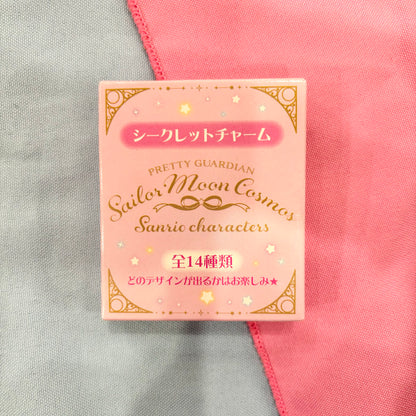 シークレットチャーム
PRETTY GUARDIAN
Sailor Moon Cosmos
Sanrio characters
全14種類
どのデザインが出るかはお楽しみ★